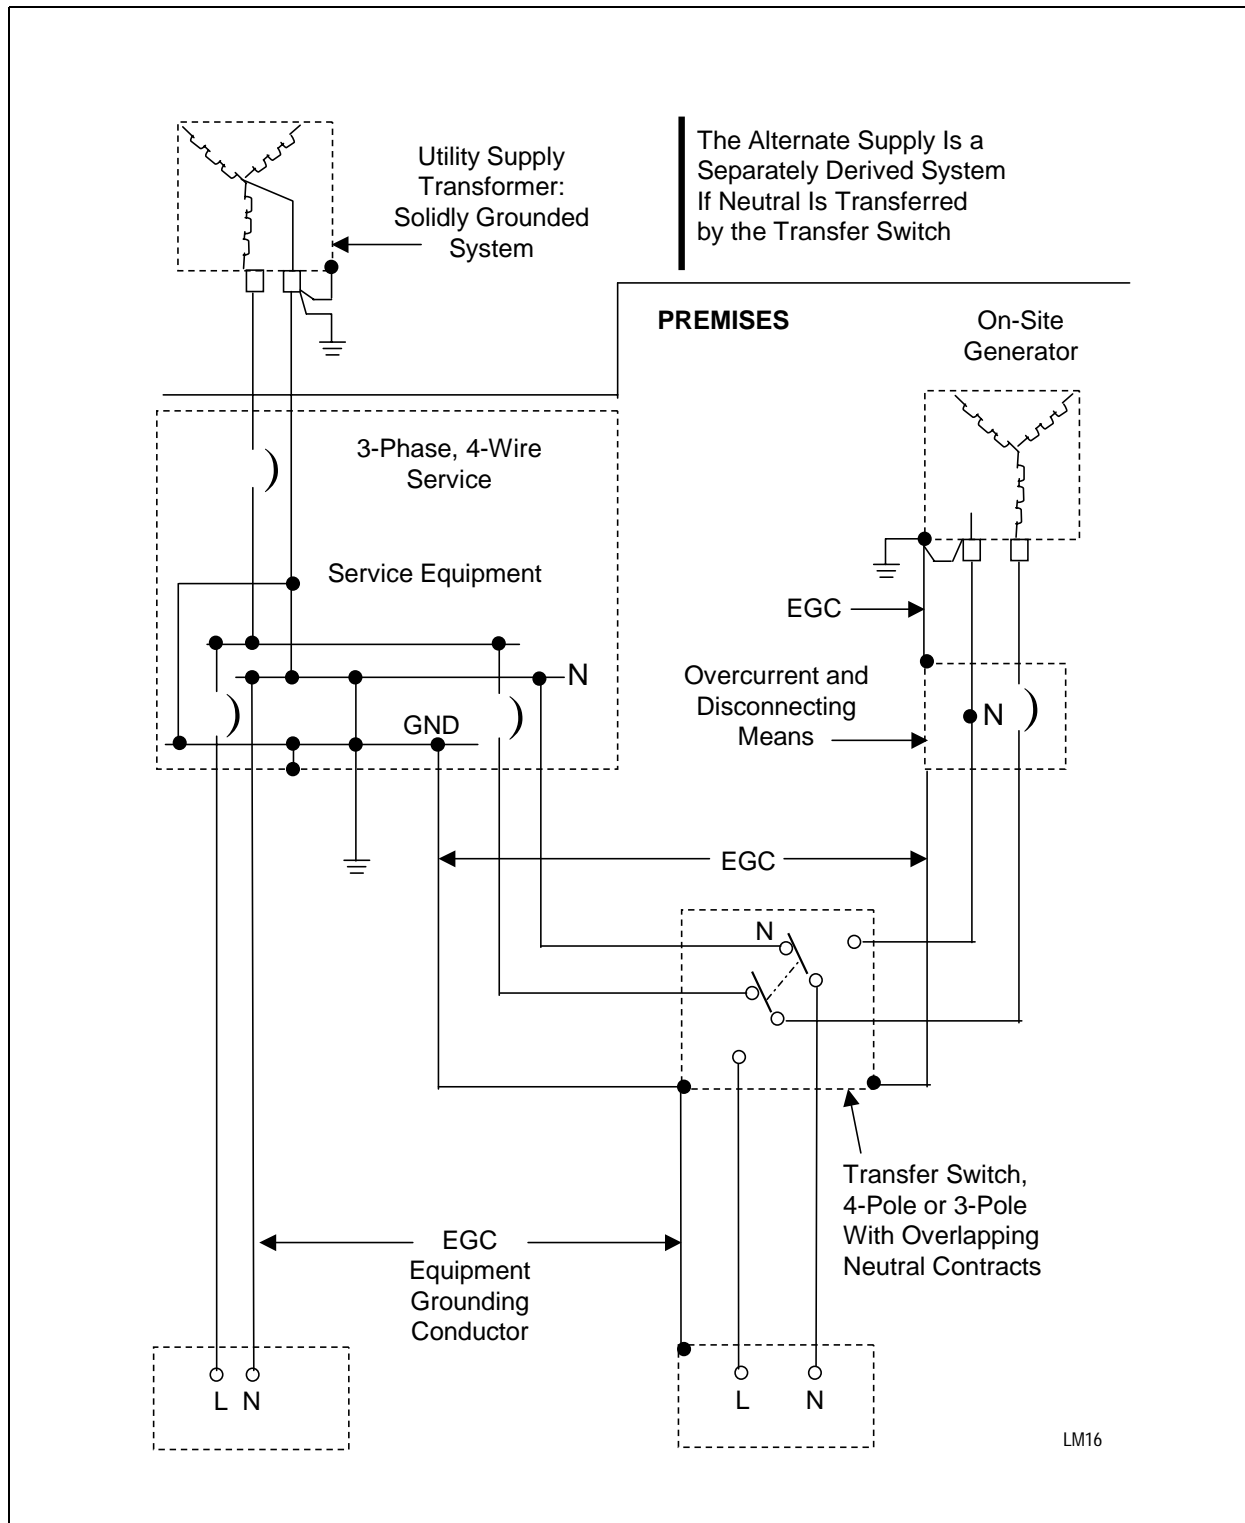 Utility Supply
Transformer:
Solidly Grounded
System
The Alternate Supply Is a
Separately Derived System
If Neutral Is Transferred
by the Transfer Switch
PREMISES
On-Site
Generator
3-Phase, 4-Wire
Service
Service Equipment
EGC
N
GND
Overcurrent and
Disconnecting
Means
N
EGC
N
Transfer Switch,
4-Pole or 3-Pole
With Overlapping
Neutral Contracts
EGC
Equipment
Grounding
Conductor
L N
L N
LM16